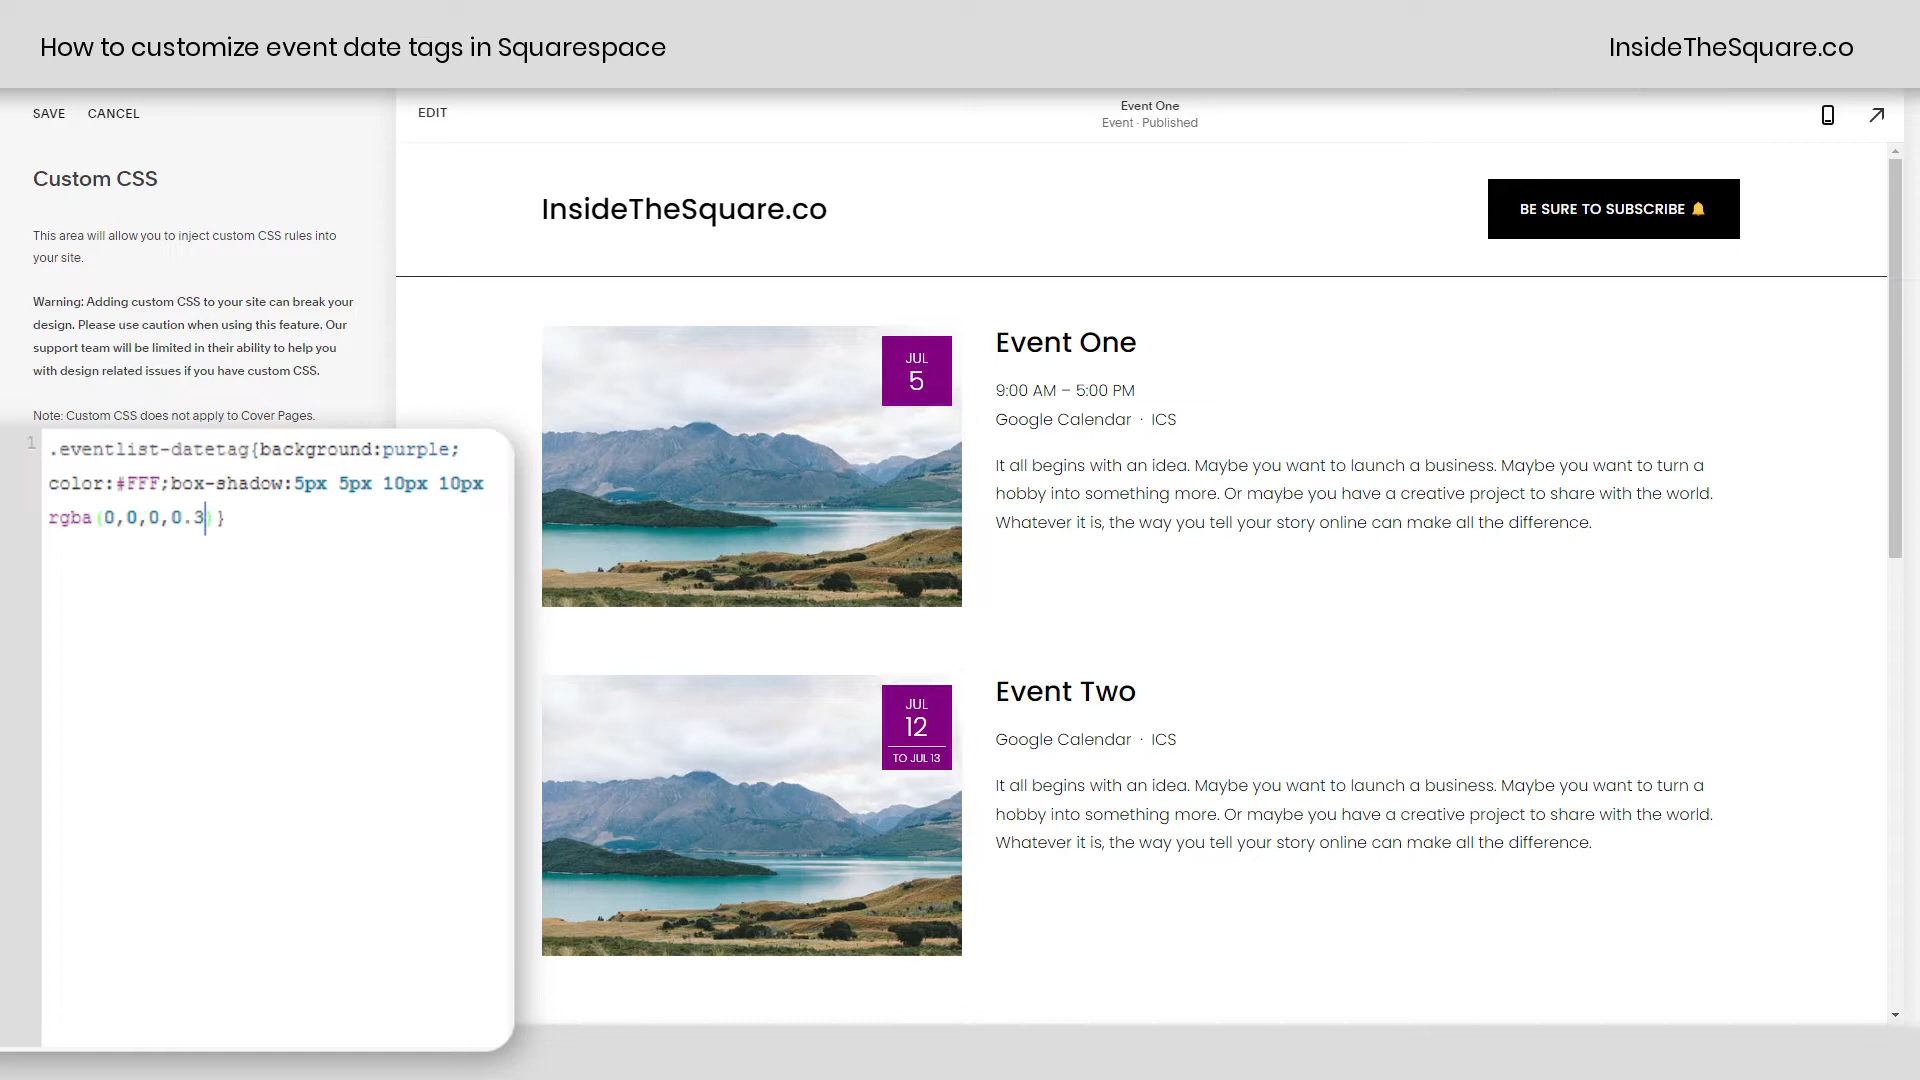 How to customize event date tags in Squarespace
InsideTheSquare.co
SAVE CANCEL
EDIT
Event One
Event · Published
Custom CSS
This area will allow you to inject custom CSS rules into
your site.
Warning: Adding custom CSS to your site can break your
design. Please use caution when using this feature. Our
support team will be limited in their ability to help you
with design related issues if you have custom CSS.
Note: Custom CSS does not apply to Cover Pages.
1
.eventlist-datetag{background:purple;
color:#FFF;box-shadow:5px 5px 10px 10px
rgba(0,0,0,0.3)}
InsideTheSquare.co
BE SURE TO SUBSCRIBE 🔔
JUL
5
Event One
9:00 AM – 5:00 PM
Google Calendar · ICS
It all begins with an idea. Maybe you want to launch a business. Maybe you want to turn a
hobby into something more. Or maybe you have a creative project to share with the world.
Whatever it is, the way you tell your story online can make all the difference.
JUL
12
TO JUL 13
Event Two
Google Calendar · ICS
It all begins with an idea. Maybe you want to launch a business. Maybe you want to turn a
hobby into something more. Or maybe you have a creative project to share with the world.
Whatever it is, the way you tell your story online can make all the difference.